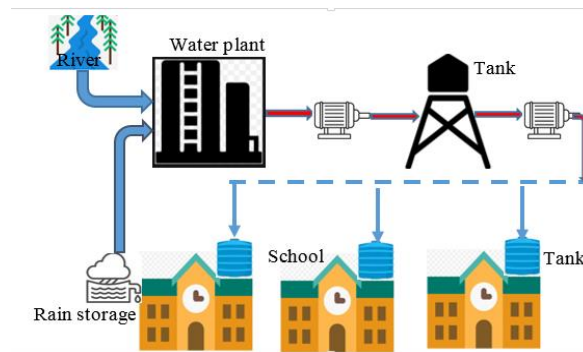 River
Water plant
Tank
School
Tank
Rain storage